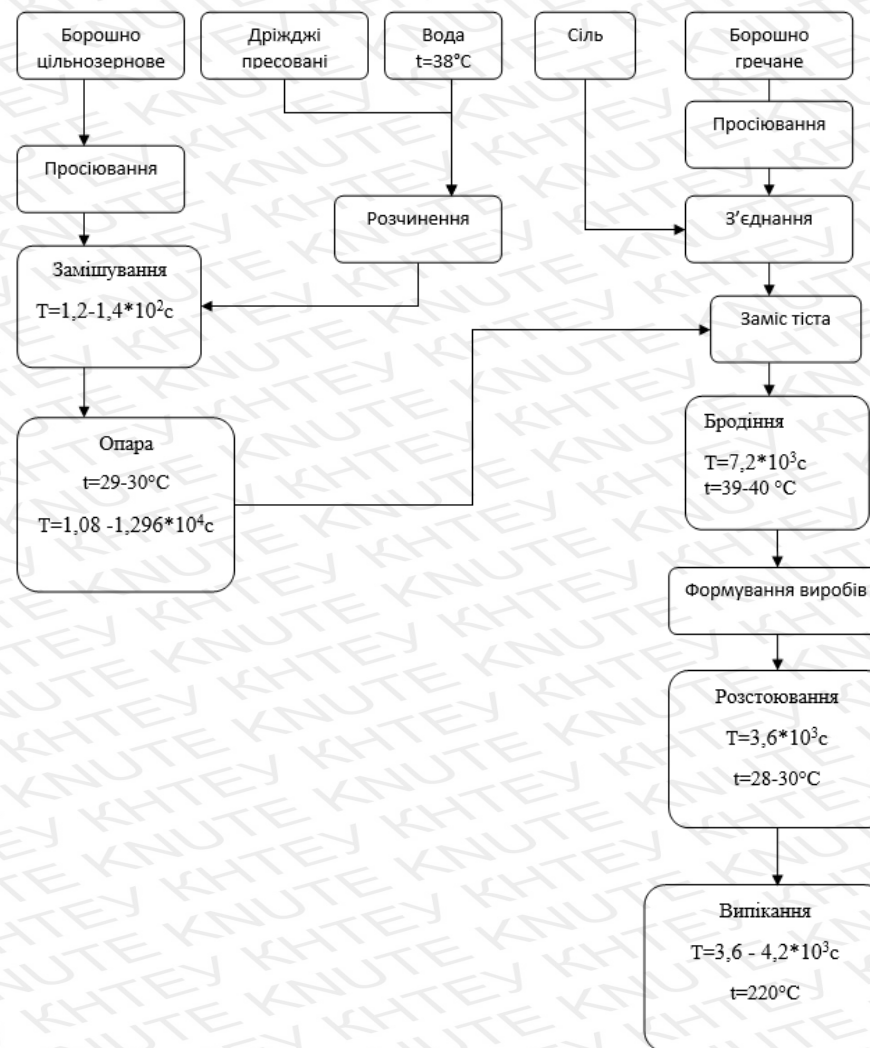 Борошно
цільнозернове
Дріжджі
пресовані
Вода
t=38°C
Сіль
Борошно
гречане
Просіювання
Просіювання
Розчинення
З’єднання
Замішування
T=1,2-1,4*10²с
Заміс тіста
Опара
t=29-30°C
T=1,08 -1,296*10⁴с
Бродіння
T=7,2*10³с
t=39-40 °C
Формування виробів
Розстоювання
T=3,6*10³с
t=28-30°C
Випікання
T=3,6 - 4,2*10³с
t=220°C